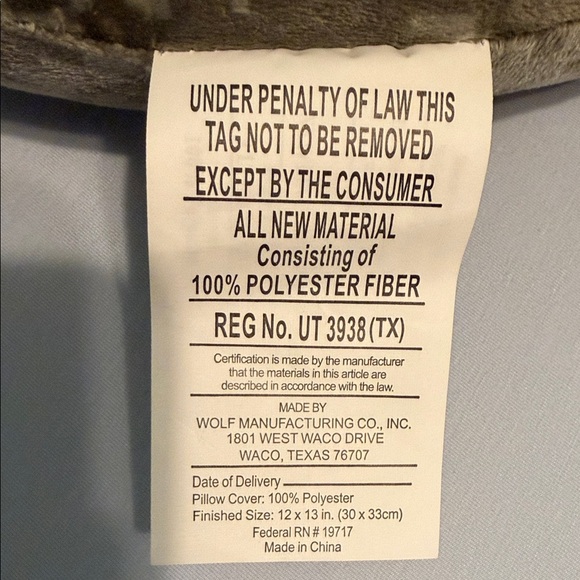 UNDER PENALTY OF LAW THIS
TAG NOT TO BE REMOVED
EXCEPT BY THE CONSUMER
ALL NEW MATERIAL
Consisting of
100% POLYESTER FIBER
REG No. UT 3938 (TX)
Certification is made by the manufacturer
that the materials in this article are
described in accordance with the law.
MADE BY
WOLF MANUFACTURING CO., INC.
1801 WEST WACO DRIVE
WACO, TEXAS 76707
Date of Delivery
Pillow Cover: 100% Polyester
Finished Size: 12 x 13 in. (30 x 33cm)
Federal RN # 19717
Made in China